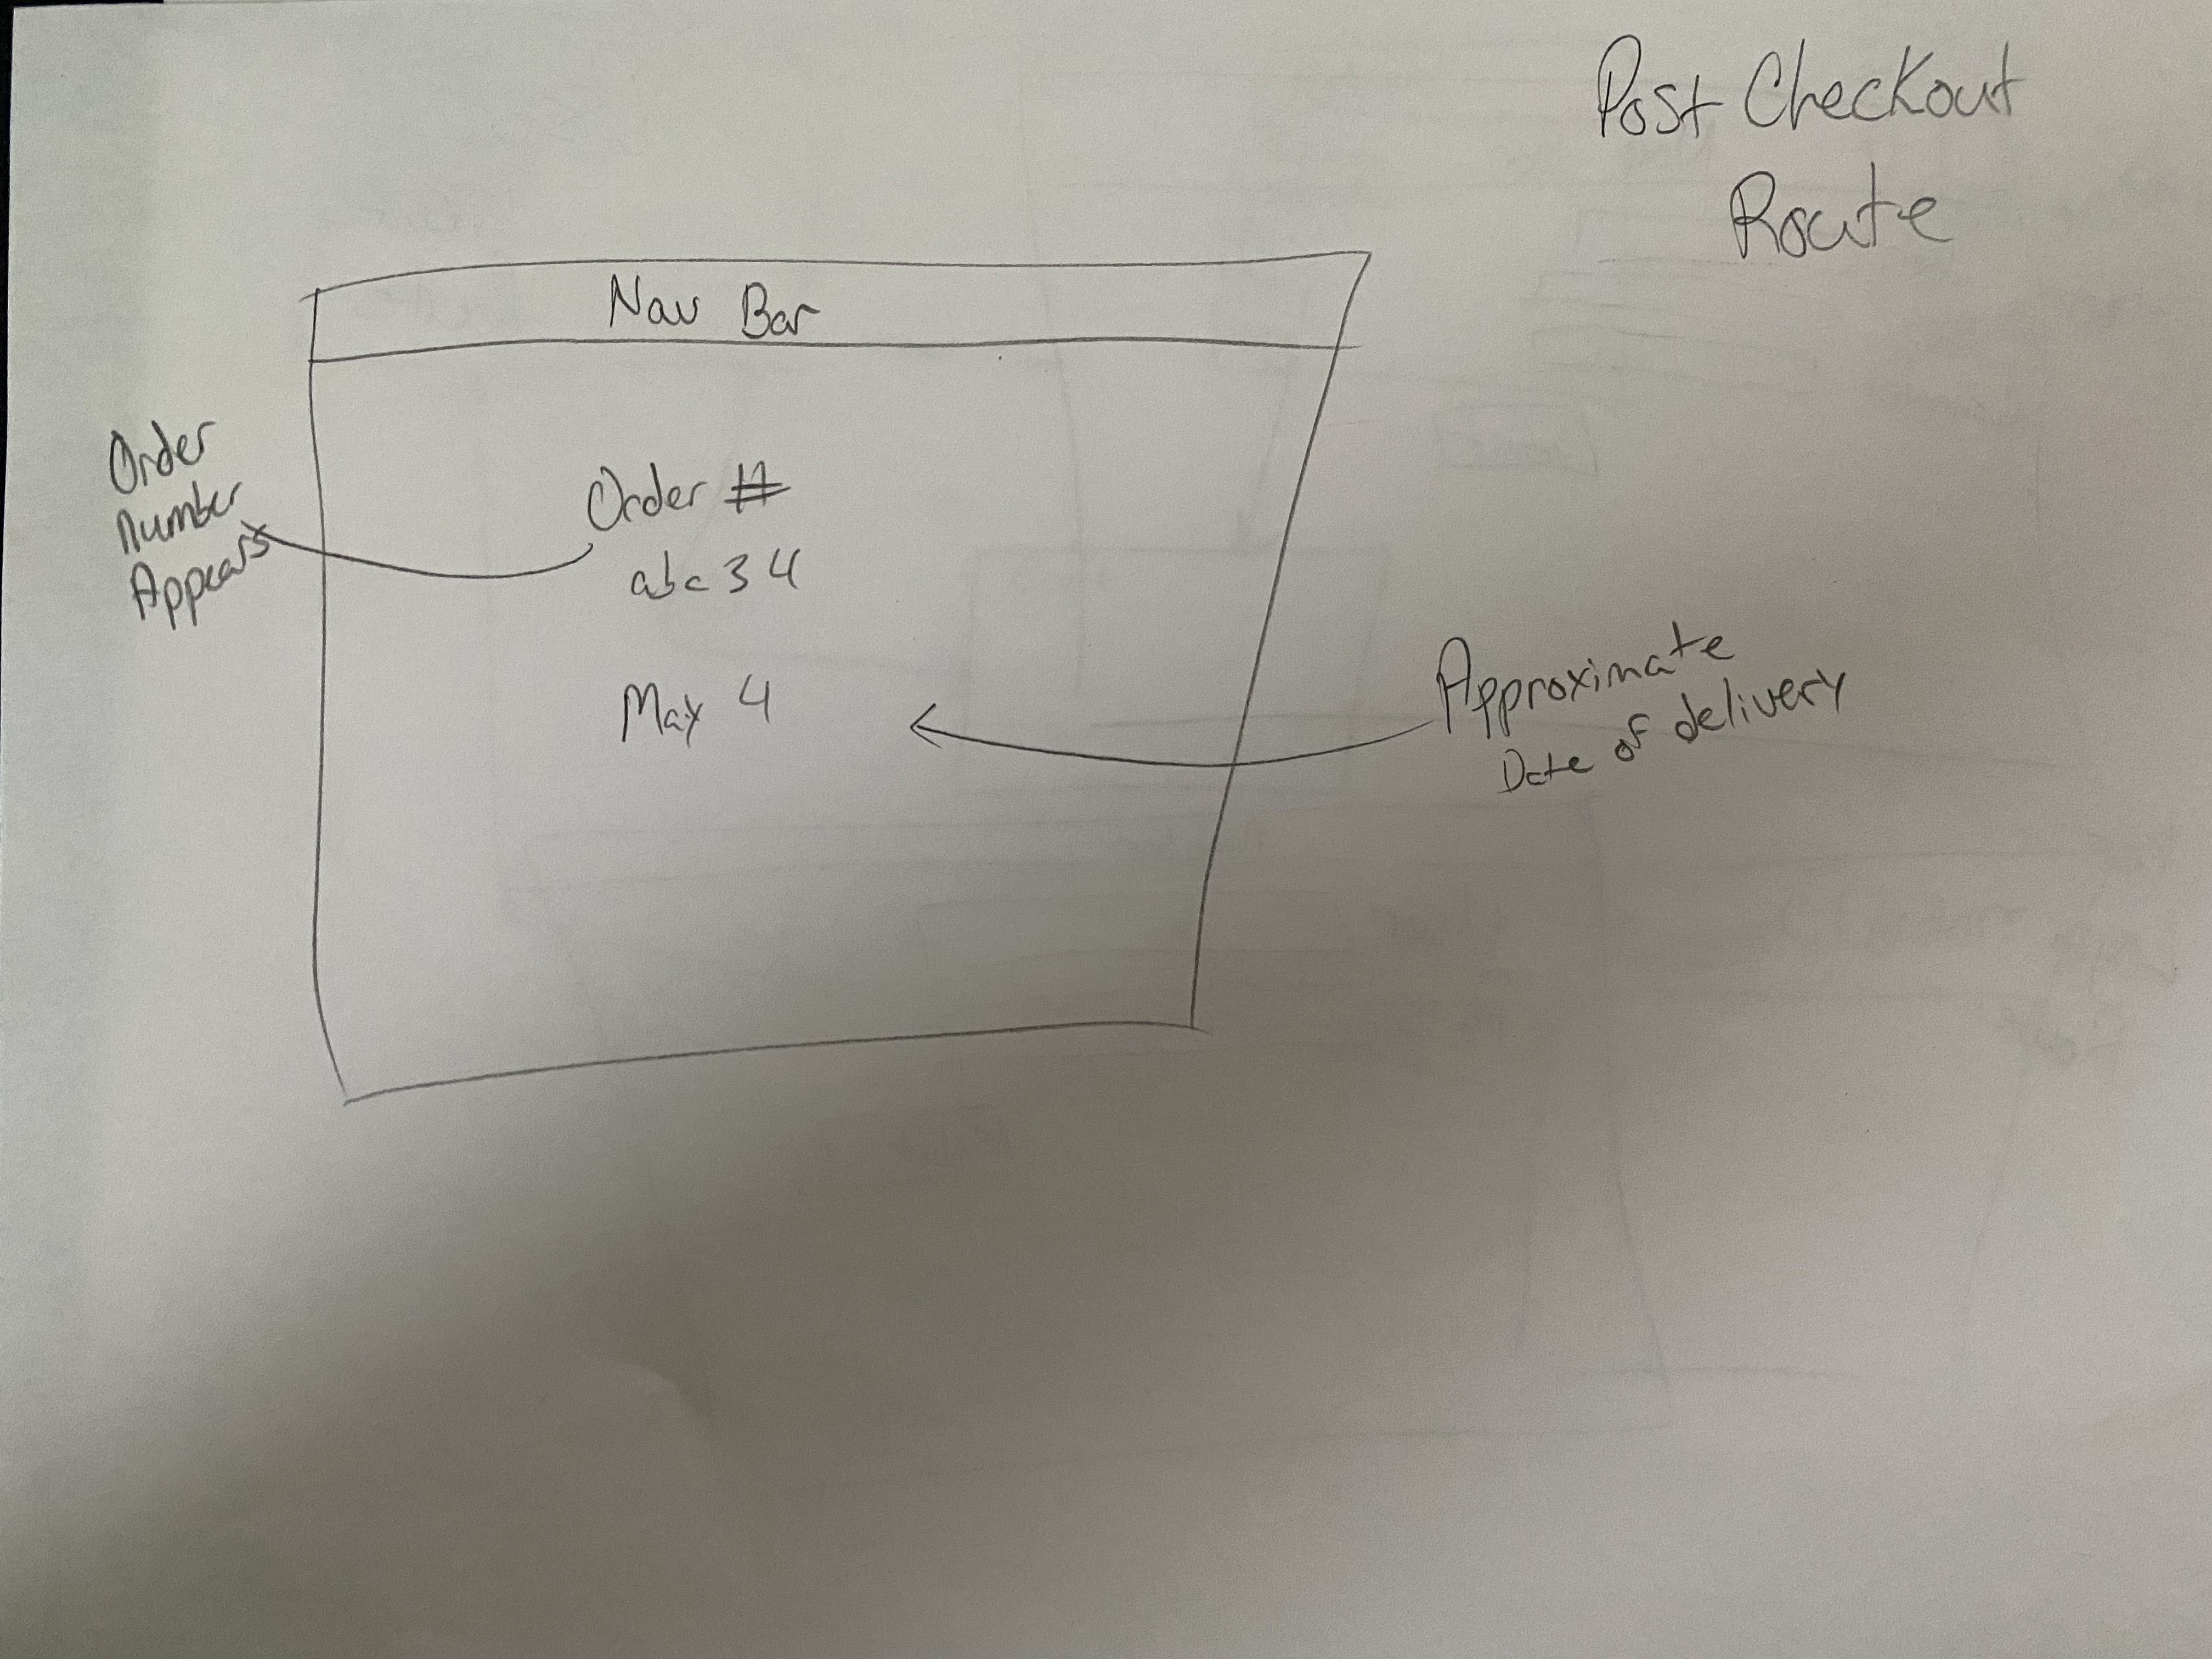 Post Checkout
Route
Nav Bar
Order
number
Appears
Order #
abc34
May 4
Approximate
Date of delivery